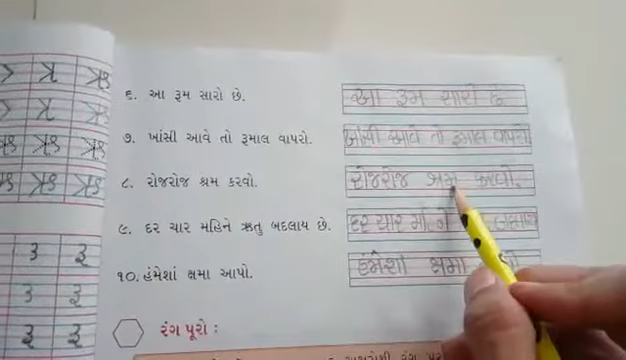 ૬. આ રૂમ સારો છે. આ રૂમ સારો છે.
૭. ખાંસી આવે તો રૂમાલ વાપરો. ખાંસી આવે તો રૂમાલ વાપરો.
૮. રોજરોજ શ્રમ કરવો. રોજરોજ શ્રમ કરવો.
૯. દર ચાર મહિને ઋતુ બદલાય છે. દર ચાર
૧૦. હંમેશાં ક્ષમા આપો. હંમેશાં ક્ષમા
રંગ પૂરો :